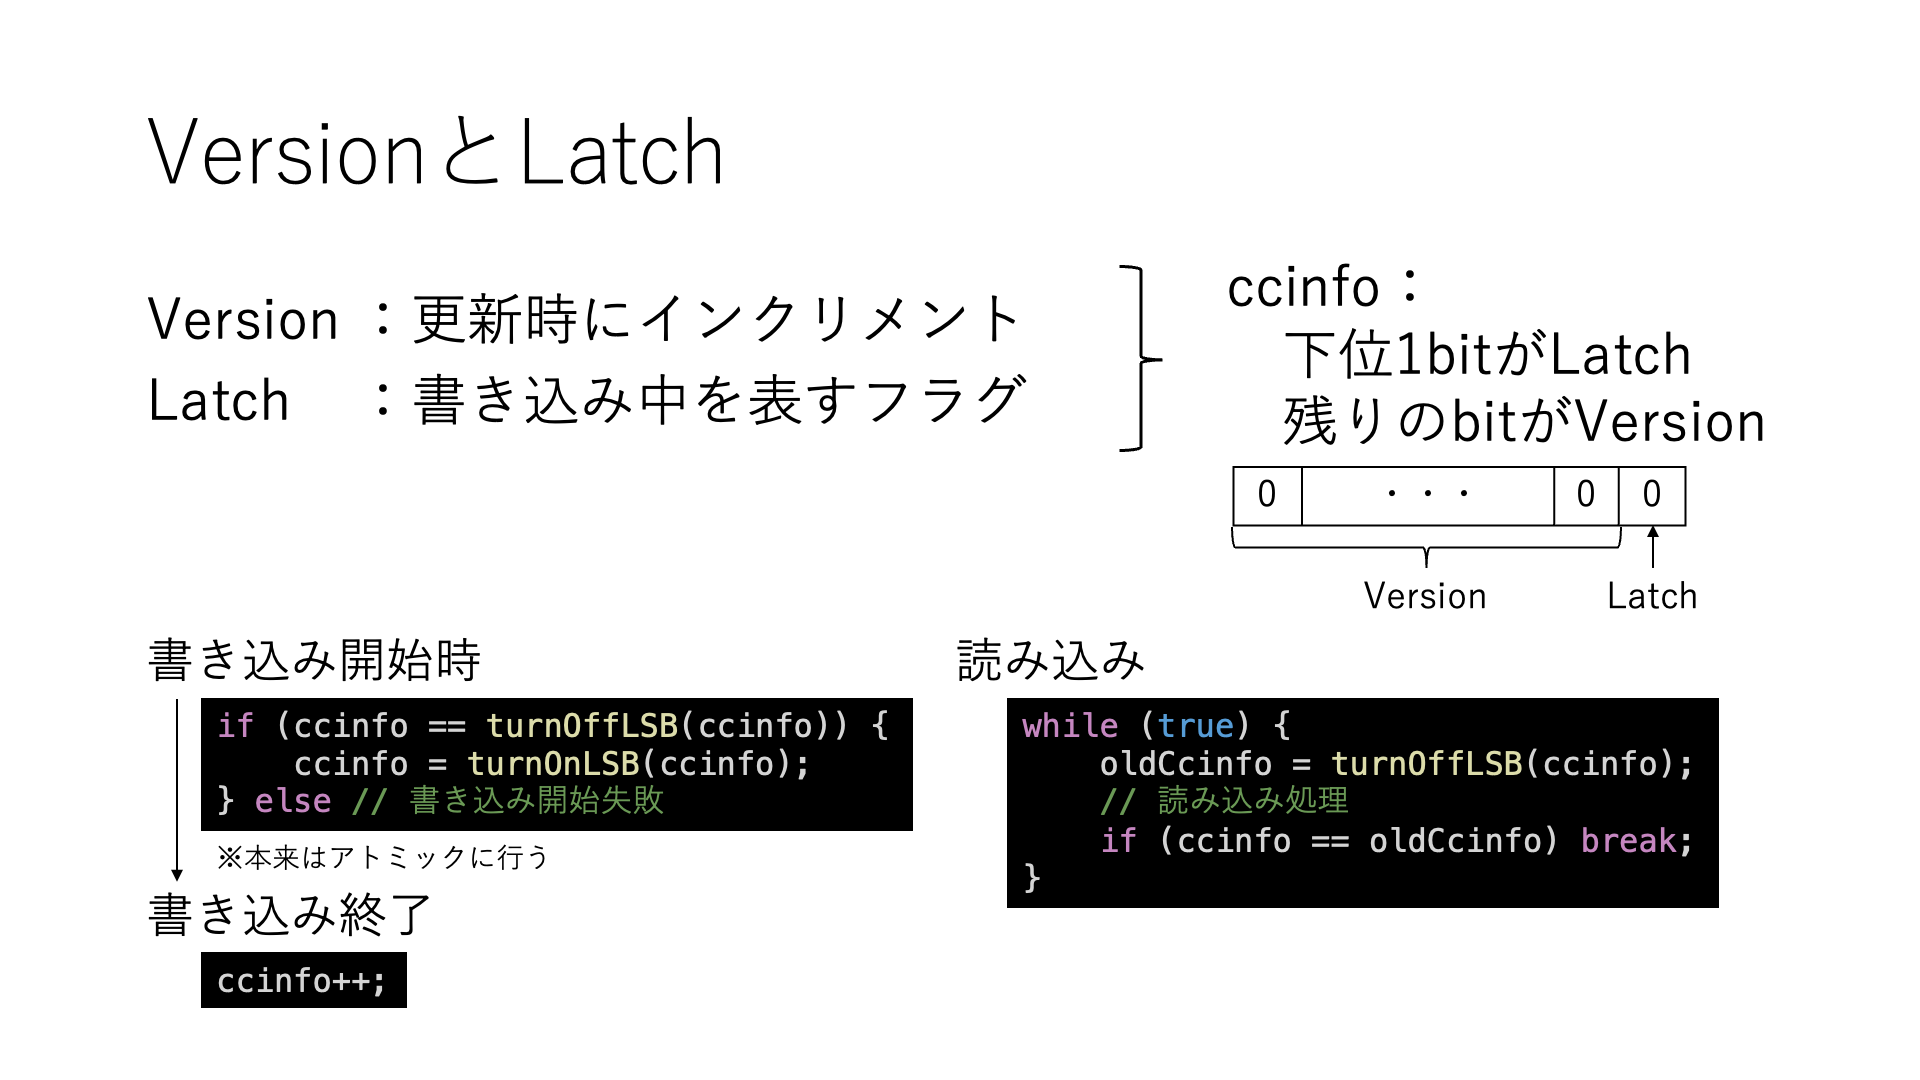 VersionとLatch
Version ：更新時にインクリメント
Latch ：書き込み中を表すフラグ
ccinfo：
下位1bitがLatch
残りのbitがVersion
0 ・・・ 0 0
Version Latch
書き込み開始時
if (ccinfo == turnOffLSB(ccinfo)) {
    ccinfo = turnOnLSB(ccinfo);
} else // 書き込み開始失敗
※本来はアトミックに行う
書き込み終了
ccinfo++;
読み込み
while (true) {
    oldCcinfo = turnOffLSB(ccinfo);
    // 読み込み処理
    if (ccinfo == oldCcinfo) break;
}